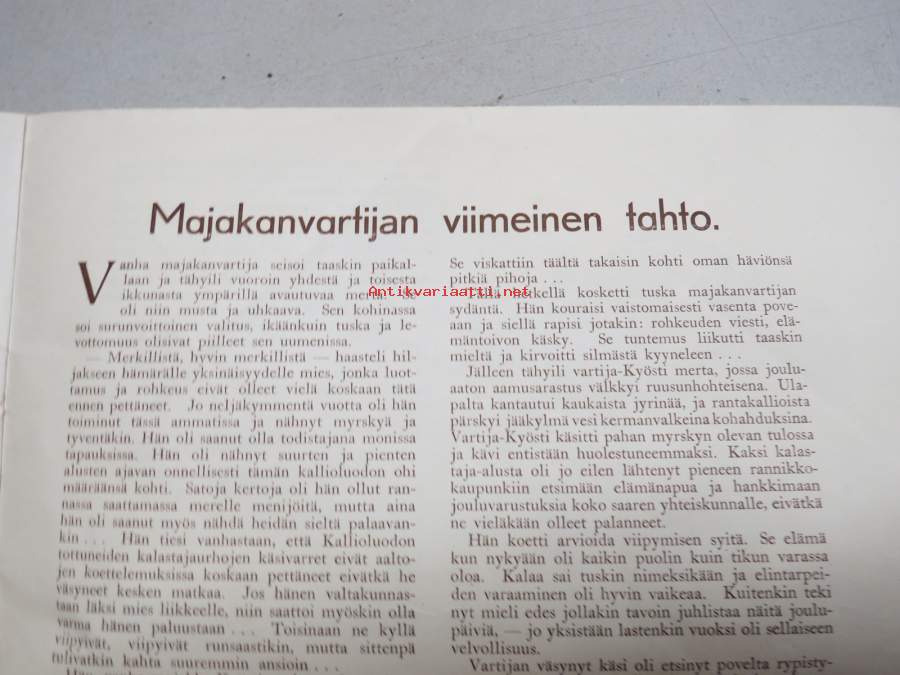 Majakanvartijan viimeinen tahto.
Vanha majakanvartija seisoi taaskin paikal-
laan ja tähyili vuoroin yhdestä ja toisesta
ikkunasta ympärillä avautuvaa merta. Se
oli niin musta ja uhkaava. Sen kohinassa
soi surunvoittoinen valitus, ikäänkuin tuska ja le-
vottomuus olisivat piilleet sen uumenissa.
— Merkillistä, hyvin merkillistä — haasteli hil-
jakseen hämärälle yksinäisyydelle mies, jonka luot-
tamus ja rohkeus eivät olleet vielä koskaan tätä
ennen pettäneet. Jo neljäkymmentä vuotta oli hän
toiminut tässä ammatissa ja nähnyt myrskyä ja
tyventäkin. Hän oli saanut olla todistajana monissa
tapauksissa. Hän oli nähnyt suurten ja pienten
alusten ajavan onnellisesti tämän kallioluodon ohi
määräänsä kohti. Satoja kertoja oli hän ollut ran-
nassa saattamassa merelle menijöitä, mutta aina
hän oli saanut myös nähdä heidän sieltä palaavan-
kin... Hän tiesi vanhastaan, että Kallioluodon
tottuneiden kalastajaurhojen käsivarret eivät aalto-
jen koettelemuksissa koskaan pettäneet eivätkä he
väsyneet kesken matkaa. Jos hänen valtakunnas-
taan läksi mies liikkeelle, niin saattoi myöskin olla
varma hänen paluustaan... Toisinaan ne kyllä
viipyivät, viipyivät runsaastikin, mutta sittenpä
tulivatkin kahta suuremmin ansioin...
Se viskattiin täältä takaisin kohti oman häviönsä
pitkiä pihoja...
hetkellä kosketti tuska majakanvartijan
sydäntä. Hän kouraisi vaistomaisesti vasenta pove-
aan ja siellä rapisi jotakin: rohkeuden viesti, elä-
mäntoivon käsky. Se tuntemus liikutti taaskin
mieltä ja kirvoitti silmästä kyyneleen...
Jälleen tähyili vartija-Kyösti merta, jossa joulu-
aaton aamusarastus välkkyi ruusunhohteisena. Ula-
palta kantautui kaukaista jyrinää, ja rantakallioista
pärskyi jääkylmä vesi kermanvalkeina kohahduksina.
Vartija-Kyösti käsitti pahan myrskyn olevan tulossa
ja kävi entistään huolestuneemmaksi. Kaksi kalas-
taja-alusta oli jo eilen lähtenyt pieneen rannikko-
kaupunkiin etsimään elämänapua ja hankkimaan
jouluvarustuksia koko saaren yhteiskunnalle, eivätkä
ne vieläkään olleet palanneet.
Hän koetti arvioida viipymisen syitä. Se elämä
kun nykyään oli kaikin puolin kuin tikun varassa
oloa. Kalaa sai tuskin nimeksikään ja elintarpei-
den varaaminen oli hyvin vaikeaa. Kuitenkin teki
nyt mieli edes jollakin tavoin juhlistaa näitä joulu-
päiviä, — jo yksistään lastenkin vuoksi oli sellaiseen
velvollisuus.
Vartijan väsynyt käsi oli etsinyt povelta rypisty-
Antikvariaatti.net
Antikvariaatti.net